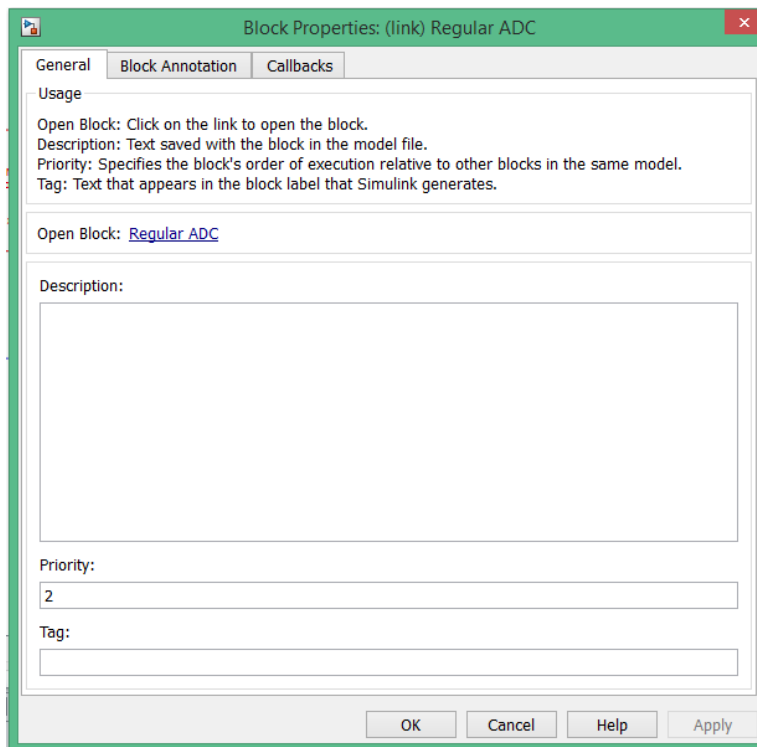 Block Properties: (link) Regular ADC
General Block Annotation Callbacks
Usage
Open Block: Click on the link to open the block.
Description: Text saved with the block in the model file.
Priority: Specifies the block's order of execution relative to other blocks in the same model.
Tag: Text that appears in the block label that Simulink generates.
Open Block: Regular ADC
Description:
Priority:
2
Tag:
OK Cancel Help Apply